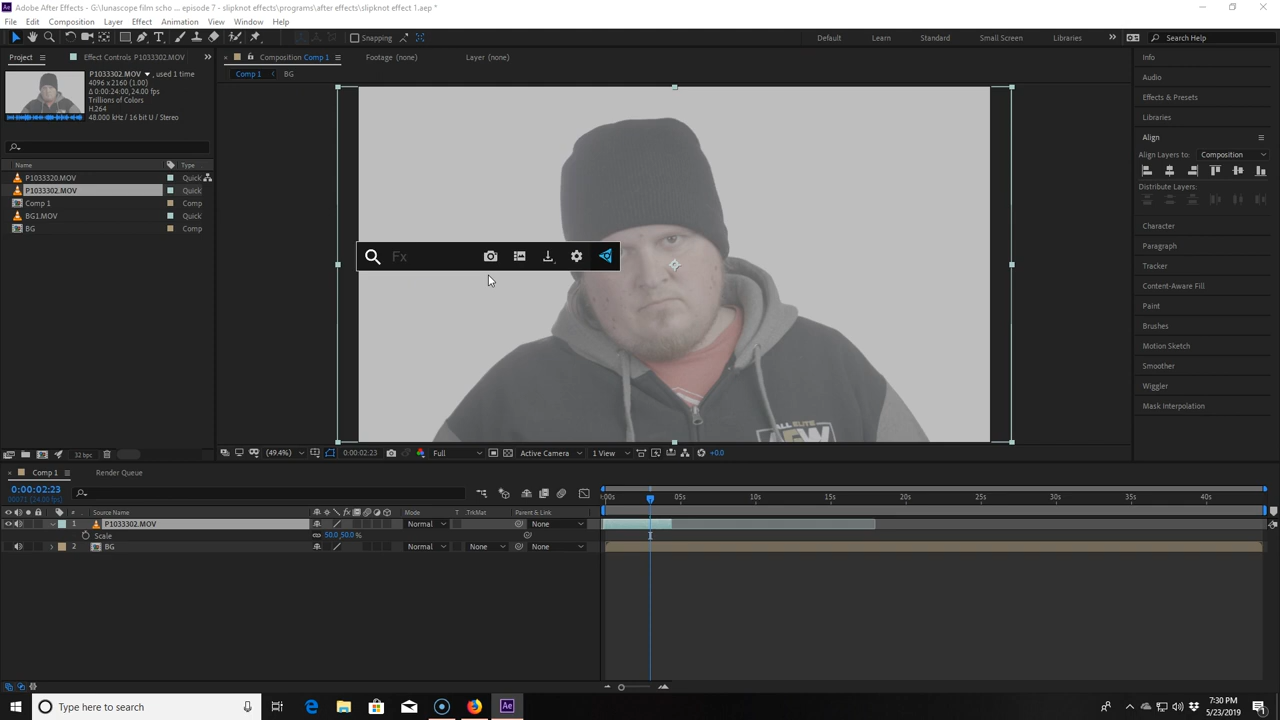 Adobe After Effects - G:\lunascope film scho ... episode 7 - slipknot effects\programs\after effects\slipknot effect 1.aep *
File Edit Composition Layer Effect Animation View Window Help
Snapping
Default Learn Standard Small Screen Libraries Search Help
Project Effect Controls P1033302.MOV
Composition Comp 1 Footage (none) Layer (none)
Comp 1 BG
P1033302.MOV , used 1 time
4096 x 2160 (1.00)
Δ 0:00:24:00, 24.00 fps
Trillions of Colors
H.264
48.000 kHz / 16 bit U / Stereo
Name Type
P1033320.MOV Quick
P1033302.MOV Quick
Comp 1 Comp
BG1.MOV Quick
BG Comp
Fx
ALL ELITE
AEW
Info
Audio
Effects & Presets
Libraries
Align
Align Layers to: Composition
Distribute Layers:
Character
Paragraph
Tracker
Content-Aware Fill
Paint
Brushes
Motion Sketch
Smoother
Wiggler
Mask Interpolation
32 bpc
(49.4%) 0:00:02:23 Full Active Camera 1 View +0.0
Comp 1 Render Queue
0:00:02:23
00071 (24.00 fps)
:00s 05s 10s 15s 20s 25s 30s 35s 40s
# Source Name Mode T TrkMat Parent & Link
1 P1033302.MOV Normal None
Scale 50.0,50.0 %
2 BG Normal None None
Type here to search
Ae
7:30 PM
5/23/2019